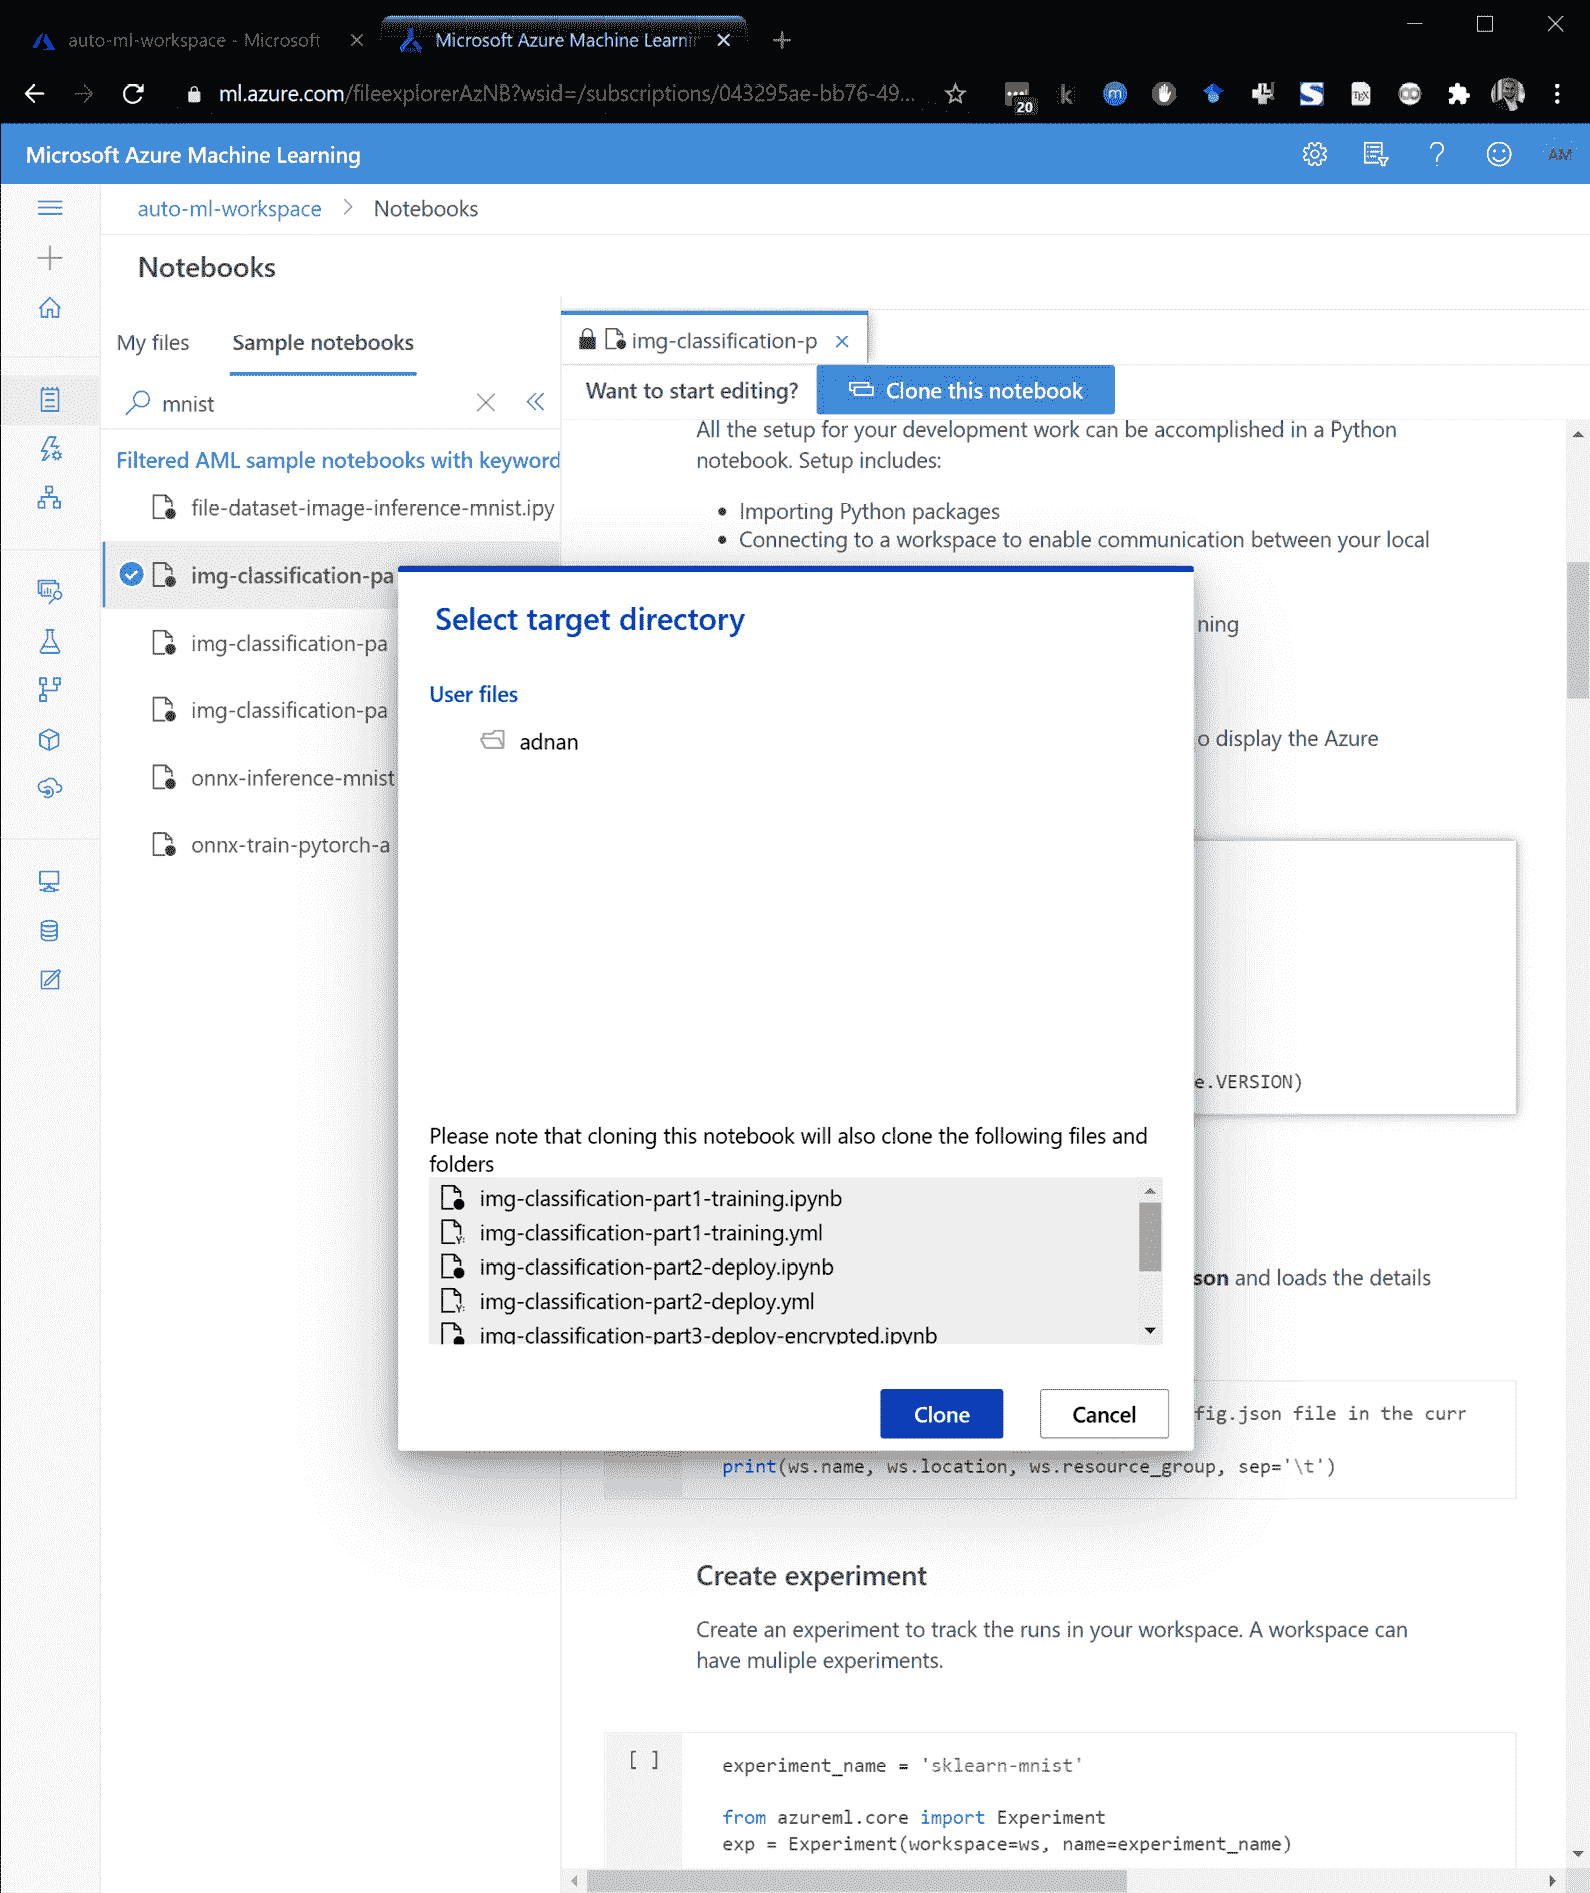 auto-ml-workspace - Microsoft
Microsoft Azure Machine Learnin
ml.azure.com/fileexplorerAzNB?wsid=/subscriptions/043295ae-bb76-49...
20
k
m
TEX
Microsoft Azure Machine Learning
AM
auto-ml-workspace > Notebooks
Notebooks
My files
Sample notebooks
mnist
Filtered AML sample notebooks with keyword
file-dataset-image-inference-mnist.ipy
img-classification-pa
img-classification-pa
img-classification-pa
onnx-inference-mnist
onnx-train-pytorch-a
img-classification-p
Want to start editing?
Clone this notebook
All the setup for your development work can be accomplished in a Python
notebook. Setup includes:
• Importing Python packages
• Connecting to a workspace to enable communication between your local
ning
o display the Azure
e.VERSION)
son and loads the details
fig.json file in the curr
print(ws.name, ws.location, ws.resource_group, sep='\t')
Select target directory
User files
adnan
Please note that cloning this notebook will also clone the following files and
folders
img-classification-part1-training.ipynb
img-classification-part1-training.yml
img-classification-part2-deploy.ipynb
img-classification-part2-deploy.yml
img-classification-part3-deploy-encrypted.ipynb
Clone
Cancel
Create experiment
Create an experiment to track the runs in your workspace. A workspace can
have muliple experiments.
[ ]
experiment_name = 'sklearn-mnist'
from azureml.core import Experiment
exp = Experiment(workspace=ws, name=experiment_name)